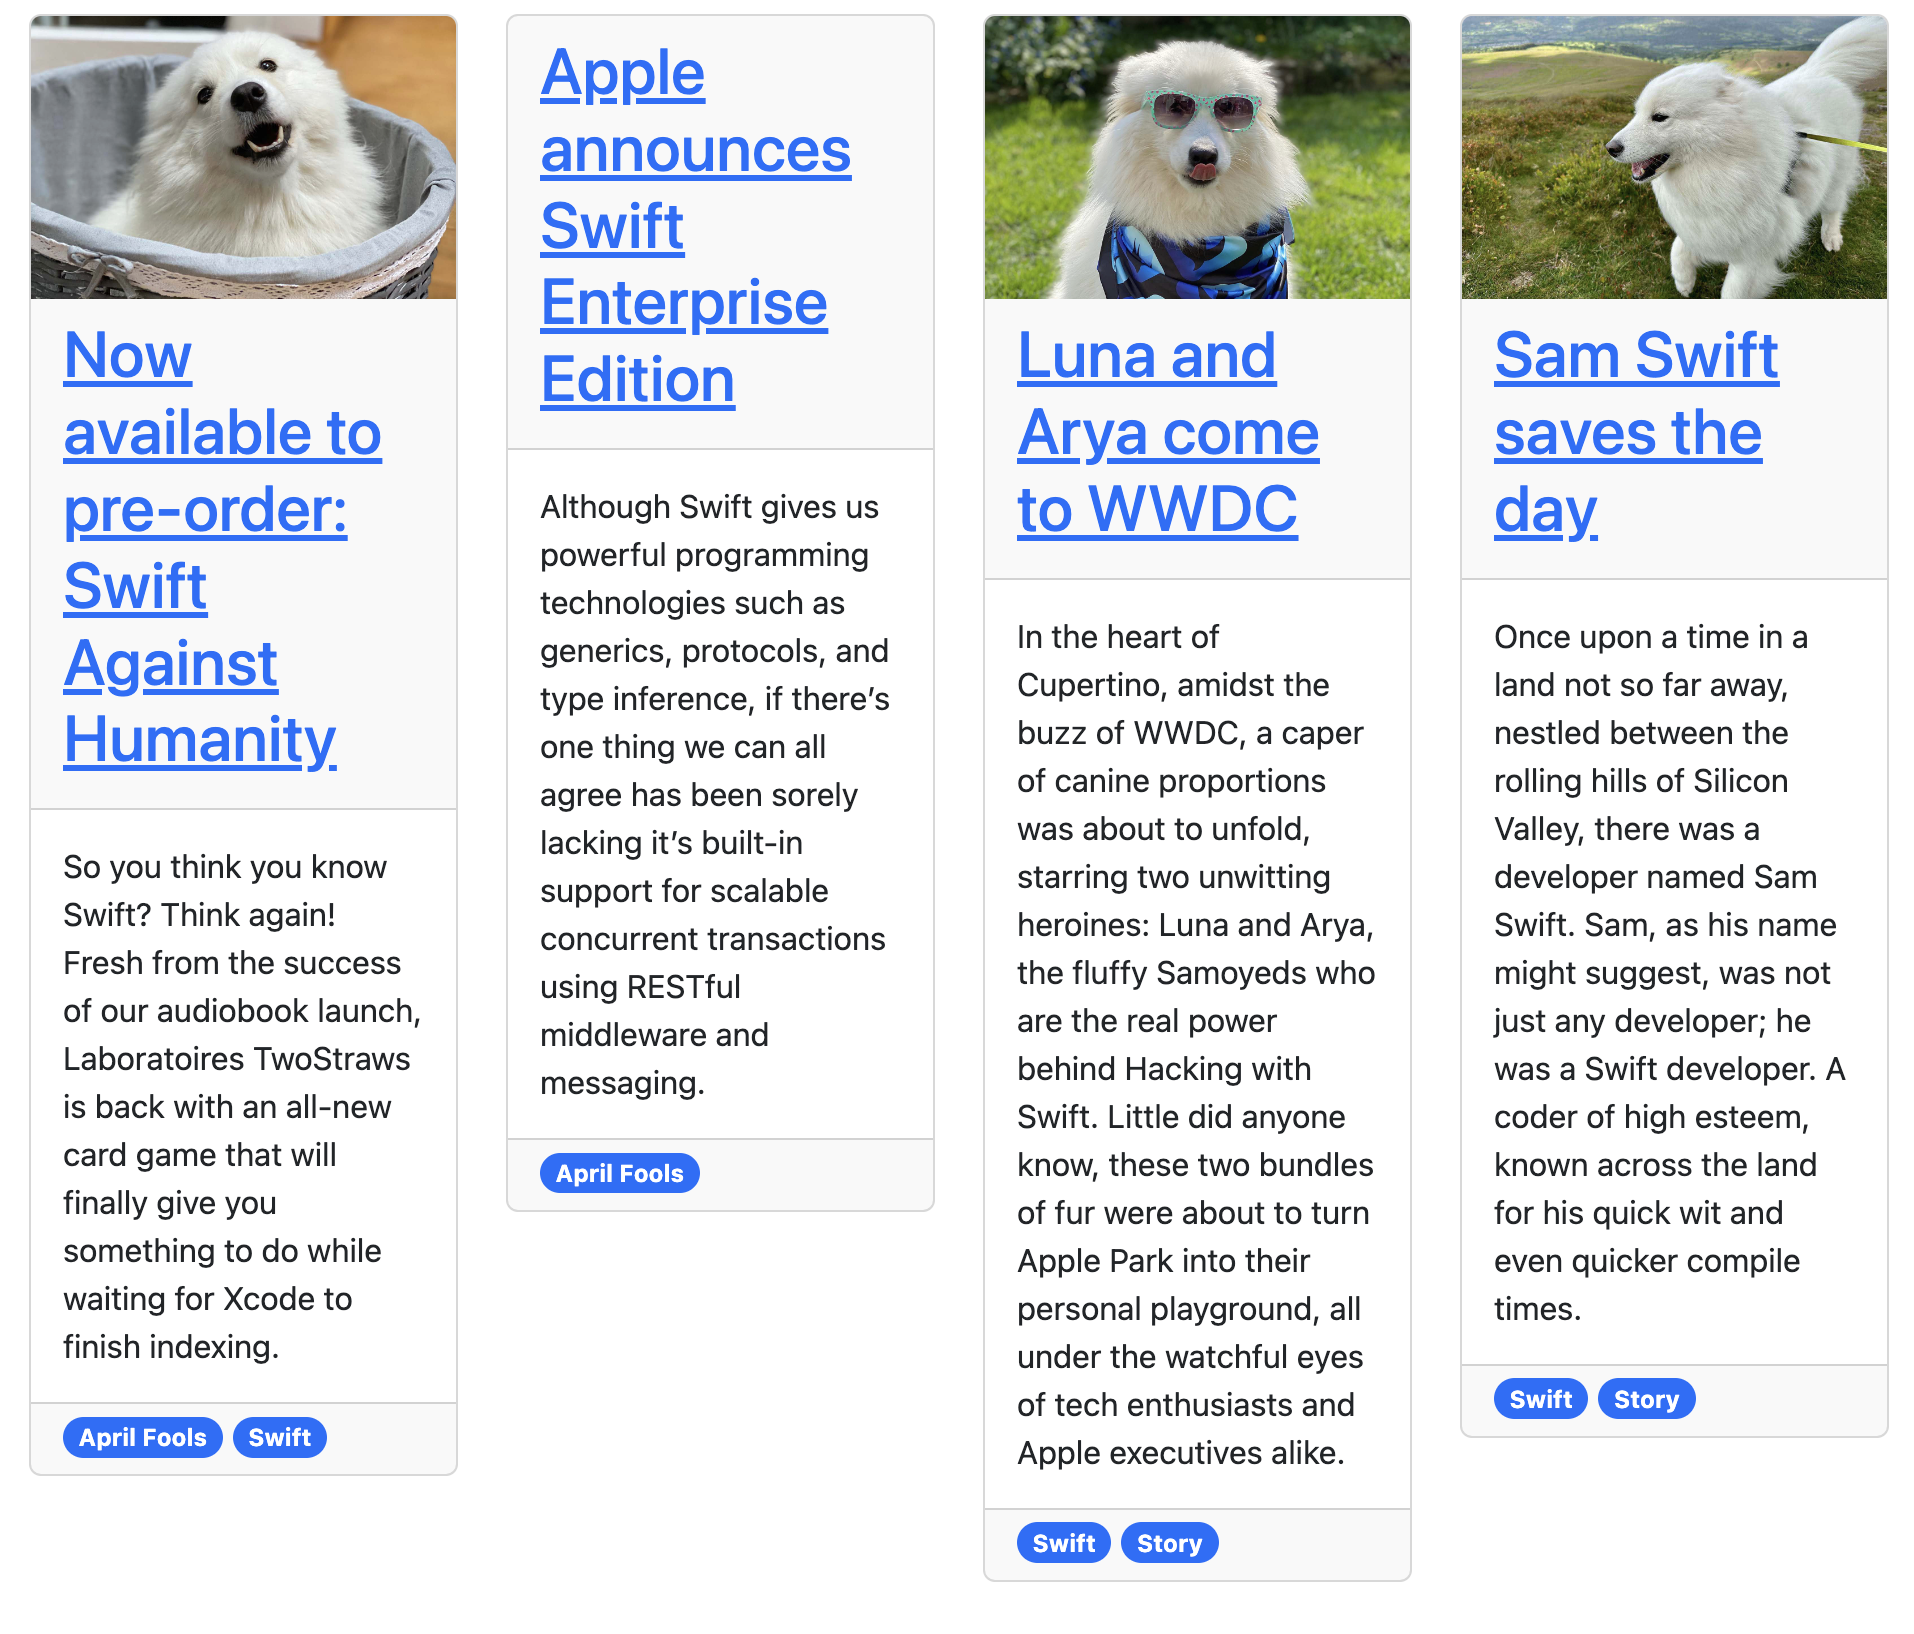 Now
available to
pre-order:
Swift
Against
Humanity
So you think you know
Swift? Think again!
Fresh from the success
of our audiobook launch,
Laboratoires TwoStraws
is back with an all-new
card game that will
finally give you
something to do while
waiting for Xcode to
finish indexing.
April Fools Swift
Apple
announces
Swift
Enterprise
Edition
Although Swift gives us
powerful programming
technologies such as
generics, protocols, and
type inference, if there’s
one thing we can all
agree has been sorely
lacking it’s built-in
support for scalable
concurrent transactions
using RESTful
middleware and
messaging.
April Fools
Luna and
Arya come
to WWDC
In the heart of
Cupertino, amidst the
buzz of WWDC, a caper
of canine proportions
was about to unfold,
starring two unwitting
heroines: Luna and Arya,
the fluffy Samoyeds who
are the real power
behind Hacking with
Swift. Little did anyone
know, these two bundles
of fur were about to turn
Apple Park into their
personal playground, all
under the watchful eyes
of tech enthusiasts and
Apple executives alike.
Swift Story
Sam Swift
saves the
day
Once upon a time in a
land not so far away,
nestled between the
rolling hills of Silicon
Valley, there was a
developer named Sam
Swift. Sam, as his name
might suggest, was not
just any developer; he
was a Swift developer. A
coder of high esteem,
known across the land
for his quick wit and
even quicker compile
times.
Swift Story